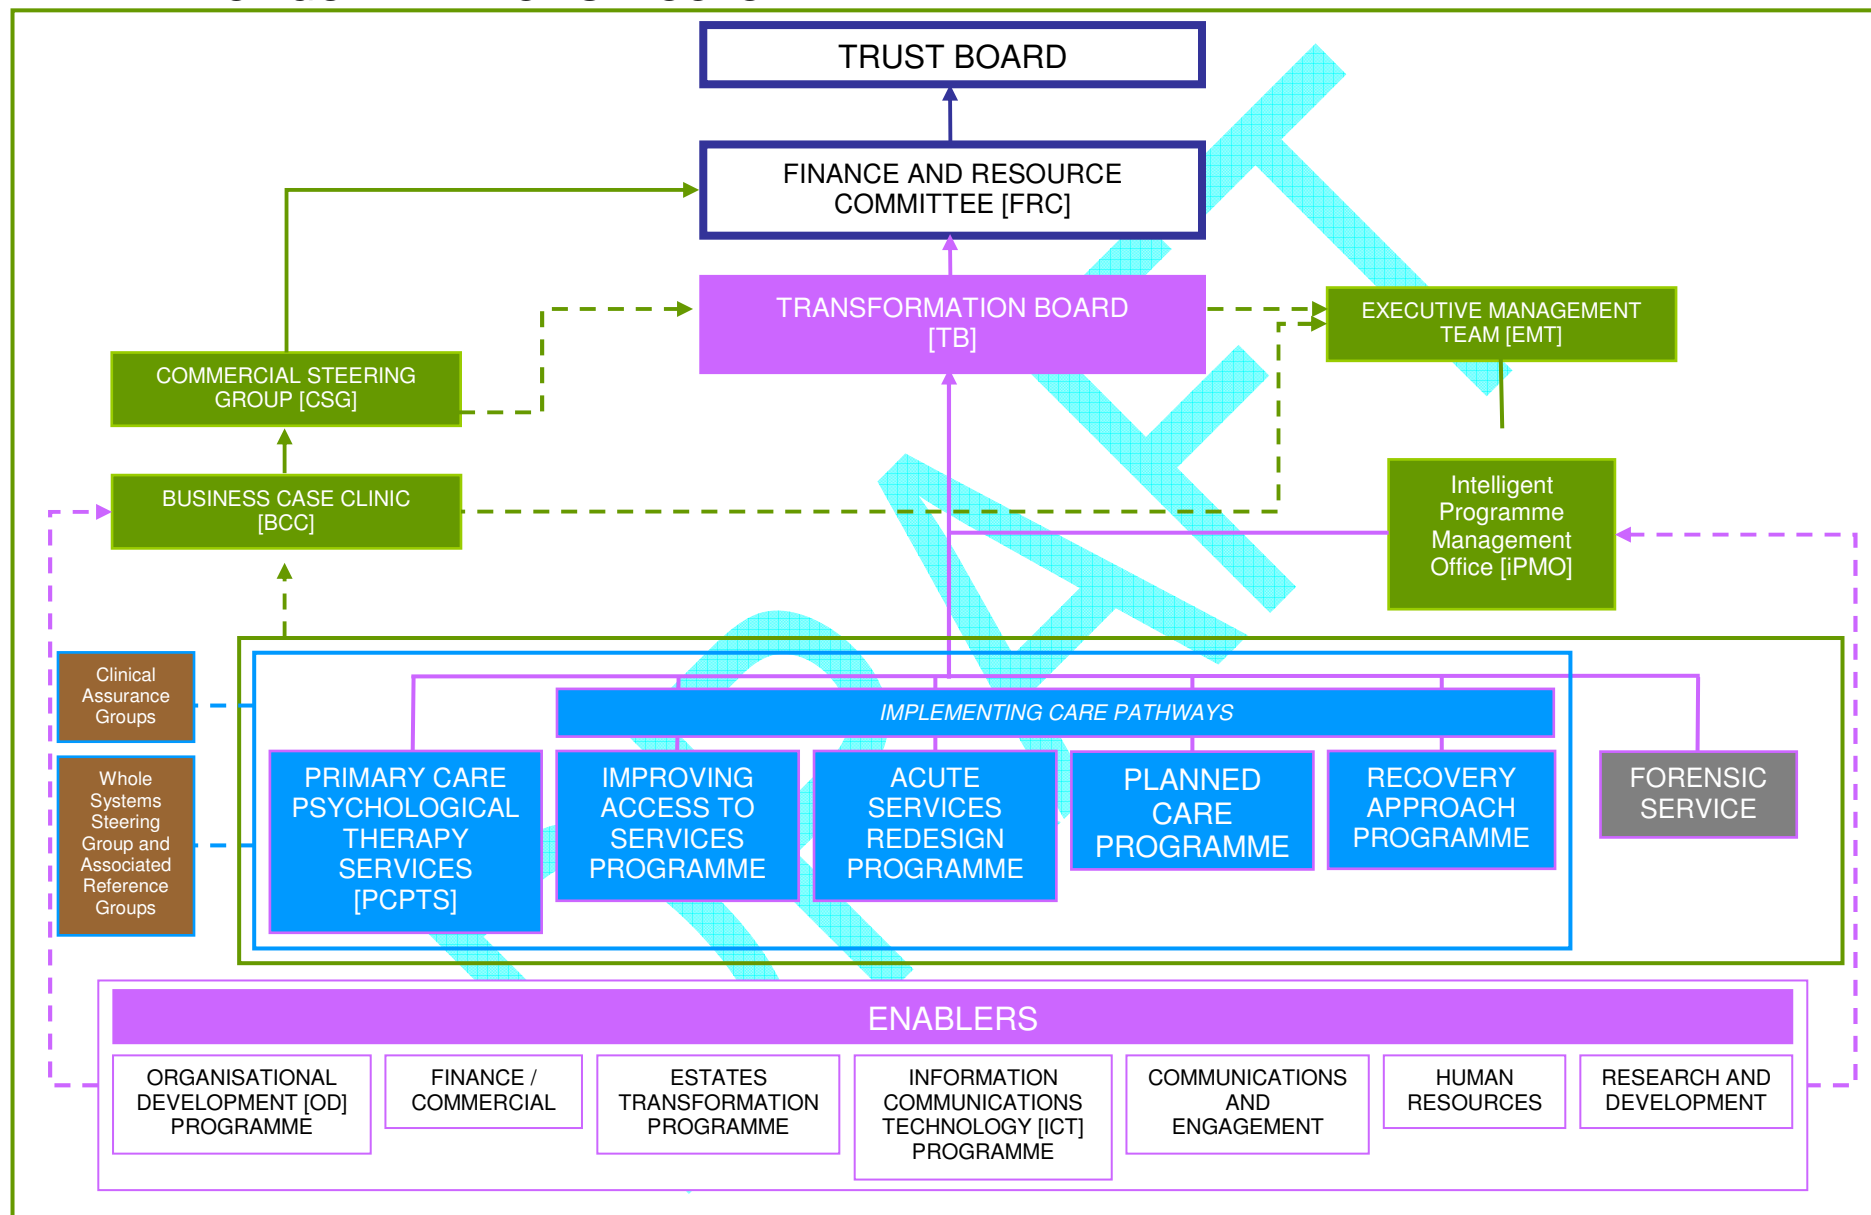 TRUST BOARD
FINANCE AND RESOURCE
COMMITTEE [FRC]
TRANSFORMATION BOARD
[TB]
EXECUTIVE MANAGEMENT
TEAM [EMT]
COMMERCIAL STEERING
GROUP [CSG]
BUSINESS CASE CLINIC
[BCC]
Intelligent
Programme
Management
Office [iPMO]
Clinical
Assurance
Groups
Whole
Systems
Steering
Group and
Associated
Reference
Groups
IMPLEMENTING CARE PATHWAYS
PRIMARY CARE
PSYCHOLOGICAL
THERAPY
SERVICES
[PCPTS]
IMPROVING
ACCESS TO
SERVICES
PROGRAMME
ACUTE
SERVICES
REDESIGN
PROGRAMME
PLANNED
CARE
PROGRAMME
RECOVERY
APPROACH
PROGRAMME
FORENSIC
SERVICE
ENABLERS
ORGANISATIONAL
DEVELOPMENT [OD]
PROGRAMME
FINANCE /
COMMERCIAL
ESTATES
TRANSFORMATION
PROGRAMME
INFORMATION
COMMUNICATIONS
TECHNOLOGY [ICT]
PROGRAMME
COMMUNICATIONS
AND
ENGAGEMENT
HUMAN
RESOURCES
RESEARCH AND
DEVELOPMENT
DRAFT